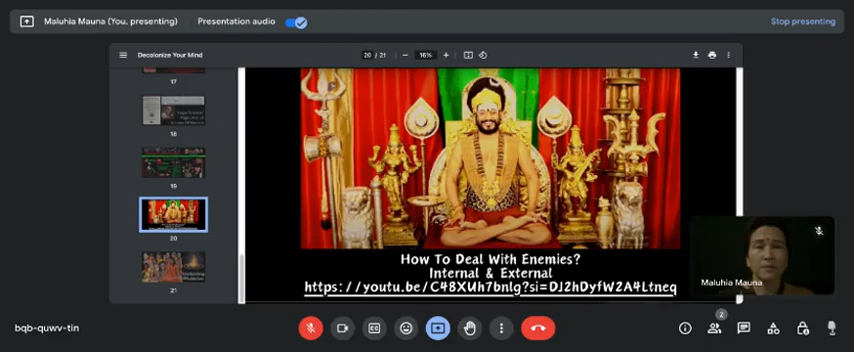 Maluhia Mauna (You, presenting)
Presentation audio
Stop presenting
Decolonize Your Mind
20 / 21
16%
17
18
19
20
21
How To Deal With Enemies?
Internal & External
https://youtu.be/C48XUh7bnlg?si=DJ2hDyfW2A4Ltneq
Maluhia Mauna
2
bqb-quwv-tin